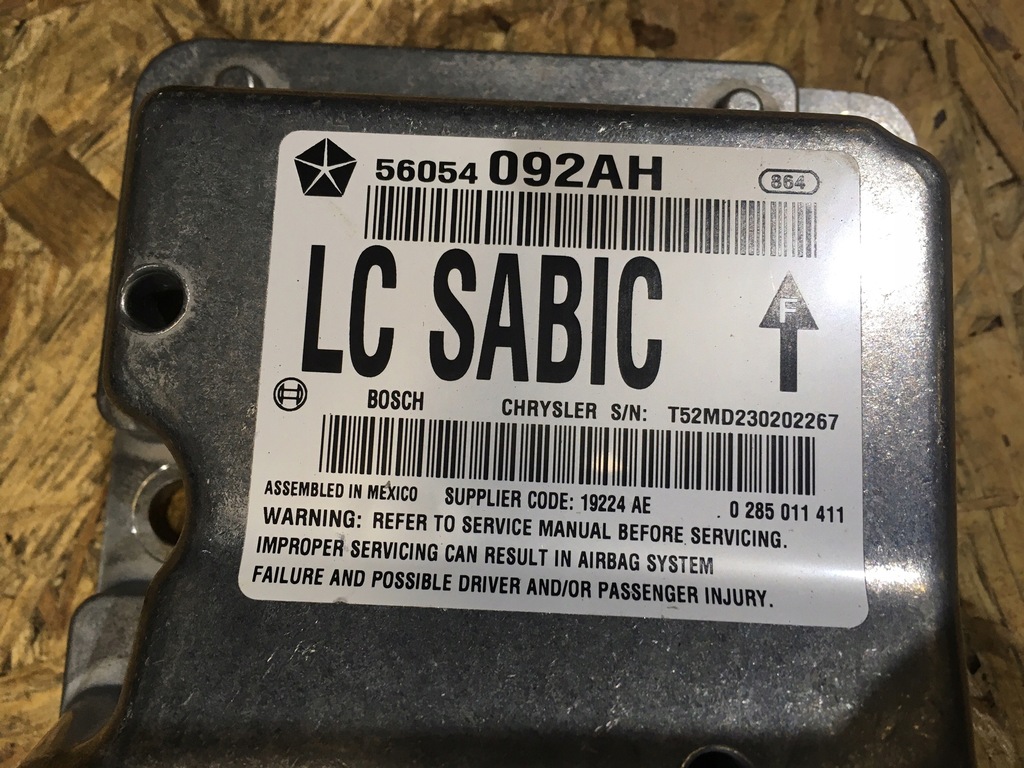 56054 092AH 864
LC SABIC
F
BOSCH CHRYSLER S/N: T52MD230202267
ASSEMBLED IN MEXICO SUPPLIER CODE: 19224 AE 0 285 011 411
WARNING: REFER TO SERVICE MANUAL BEFORE SERVICING.
IMPROPER SERVICING CAN RESULT IN AIRBAG SYSTEM
FAILURE AND POSSIBLE DRIVER AND/OR PASSENGER INJURY.